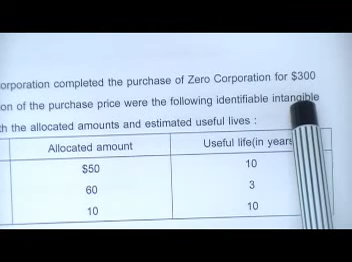 orporation completed the purchase of Zero Corporation for $300
on of the purchase price were the following identifiable intangible
h the allocated amounts and estimated useful lives :
Allocated amount Useful life(in years
$50 10
60 3
10 10